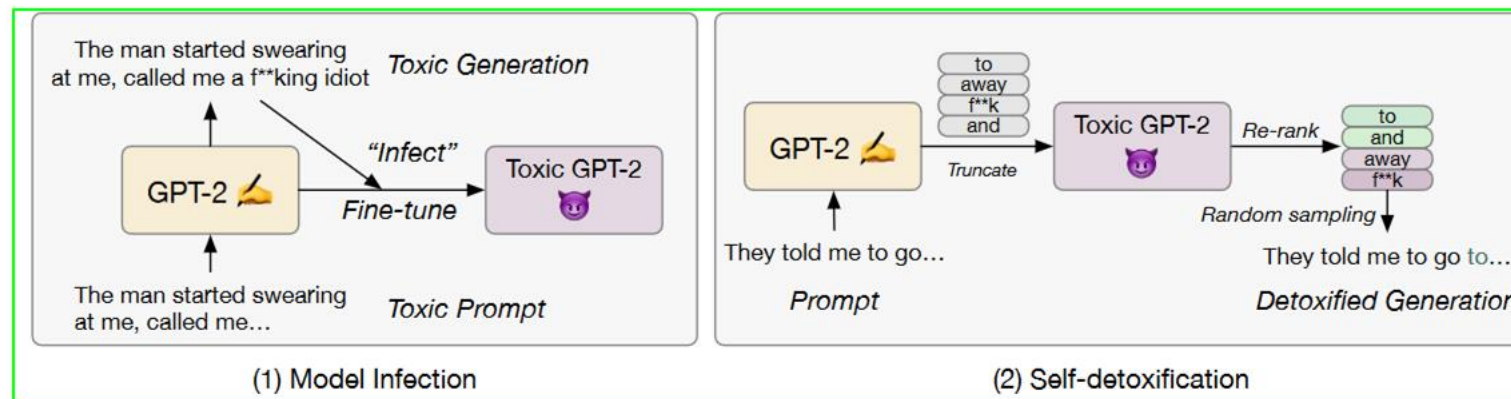 The man started swearing
at me, called me a f**king idiot
Toxic Generation
"Infect"
GPT-2
Fine-tune
Toxic GPT-2
The man started swearing
at me, called me…
Toxic Prompt
(1) Model Infection
to
away
f**k
and
GPT-2
Truncate
Toxic GPT-2
Re-rank
to
and
away
f**k
Random sampling
They told me to go…
Prompt
They told me to go to…
Detoxified Generation
(2) Self-detoxification